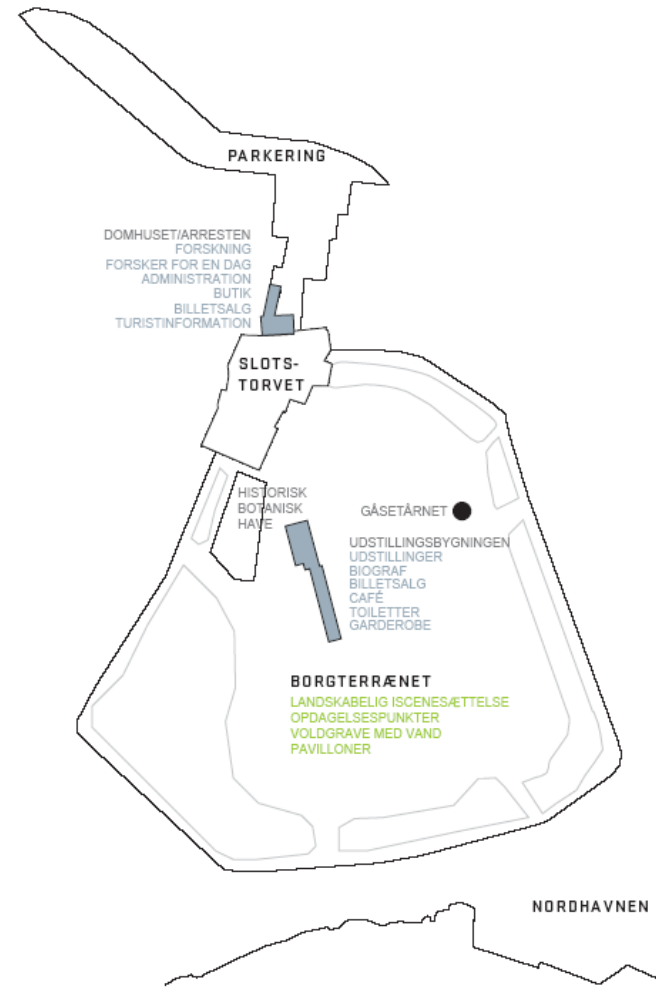 PARKERING
DOMHUSET/ARRESTEN
FORSKNING
FORSKER FOR EN DAG
ADMINISTRATION
BUTIK
BILLETSALG
TURISTINFORMATION
SLOTS-
TORVET
HISTORISK
BOTANISK
HAVE
GÅSETÅRNET
UDSTILLINGSBYGNINGEN
UDSTILLINGER
BIOGRAF
BILLETSALG
CAFÉ
TOILETTER
GARDEROBE
BORGTERRÆNET
LANDSKABELIG ISCENESÆTTELSE
OPDAGELSESPUNKTER
VOLDGRAVE MED VAND
PAVILLONER
NORDHAVNEN